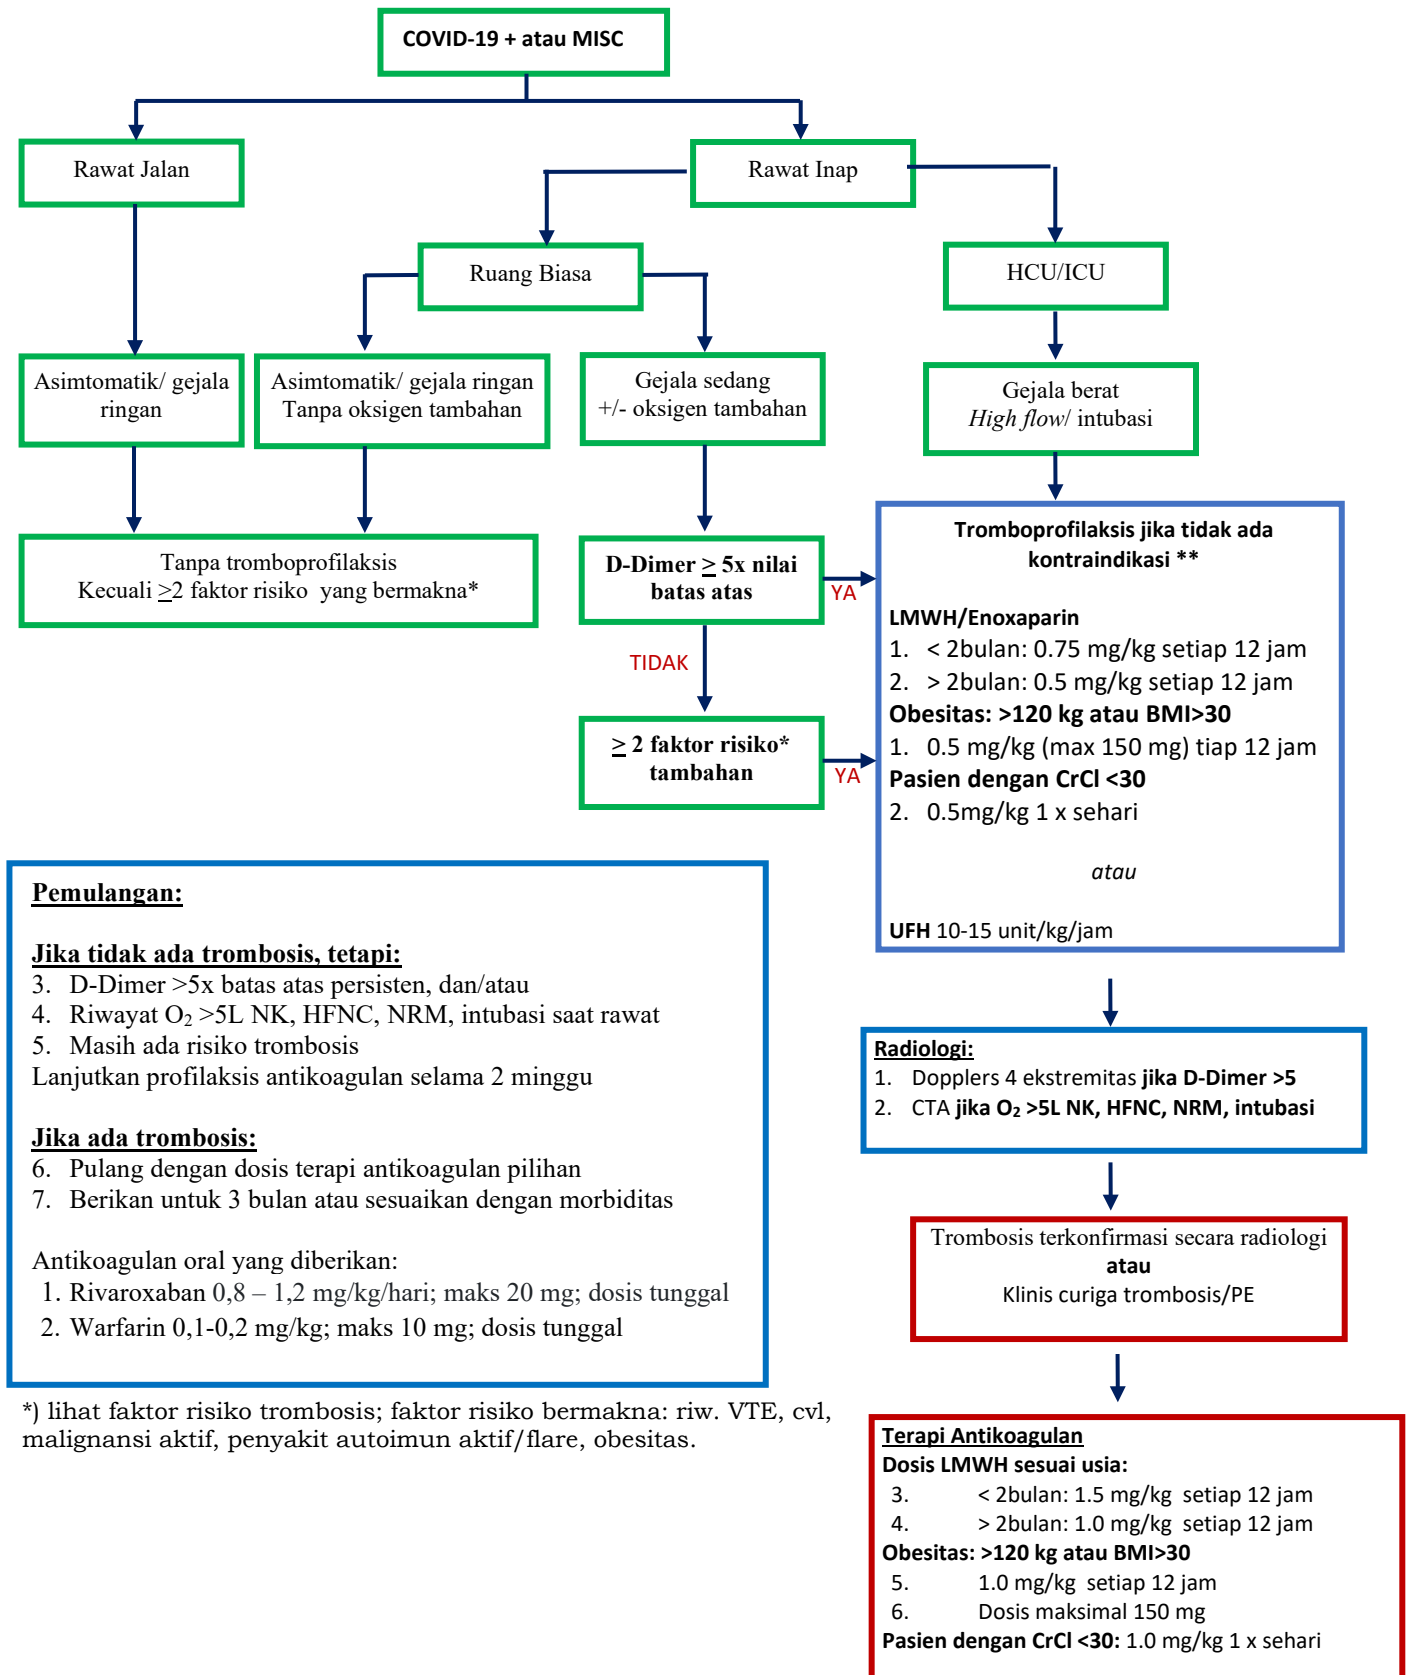 COVID-19 + atau MISC
Rawat Jalan
Rawat Inap
Ruang Biasa
HCU/ICU
Asimtomatik/ gejala
ringan
Asimtomatik/ gejala ringan
Tanpa oksigen tambahan
Gejala sedang
+/- oksigen tambahan
Gejala berat
High flow/ intubasi
Tanpa tromboprofilaksis
Kecuali ≥2 faktor risiko yang bermakna*
D-Dimer ≥ 5x nilai
batas atas
YA
TIDAK
≥ 2 faktor risiko*
tambahan
YA
Tromboprofilaksis jika tidak ada
kontraindikasi **
LMWH/Enoxaparin
1. < 2bulan: 0.75 mg/kg setiap 12 jam
2. > 2bulan: 0.5 mg/kg setiap 12 jam
Obesitas: >120 kg atau BMI>30
1. 0.5 mg/kg (max 150 mg) tiap 12 jam
Pasien dengan CrCl <30
2. 0.5mg/kg 1 x sehari
atau
UFH 10-15 unit/kg/jam
Pemulangan:
Jika tidak ada trombosis, tetapi:
3. D-Dimer >5x batas atas persisten, dan/atau
4. Riwayat O₂ >5L NK, HFNC, NRM, intubasi saat rawat
5. Masih ada risiko trombosis
Lanjutkan profilaksis antikoagulan selama 2 minggu
Jika ada trombosis:
6. Pulang dengan dosis terapi antikoagulan pilihan
7. Berikan untuk 3 bulan atau sesuaikan dengan morbiditas
Antikoagulan oral yang diberikan:
1. Rivaroxaban 0,8 – 1,2 mg/kg/hari; maks 20 mg; dosis tunggal
2. Warfarin 0,1-0,2 mg/kg; maks 10 mg; dosis tunggal
*) lihat faktor risiko trombosis; faktor risiko bermakna: riw. VTE, cvl,
malignansi aktif, penyakit autoimun aktif/flare, obesitas.
Radiologi:
1. Dopplers 4 ekstremitas jika D-Dimer >5
2. CTA jika O₂ >5L NK, HFNC, NRM, intubasi
Trombosis terkonfirmasi secara radiologi
atau
Klinis curiga trombosis/PE
Terapi Antikoagulan
Dosis LMWH sesuai usia:
3. < 2bulan: 1.5 mg/kg setiap 12 jam
4. > 2bulan: 1.0 mg/kg setiap 12 jam
Obesitas: >120 kg atau BMI>30
5. 1.0 mg/kg setiap 12 jam
6. Dosis maksimal 150 mg
Pasien dengan CrCl <30: 1.0 mg/kg 1 x sehari